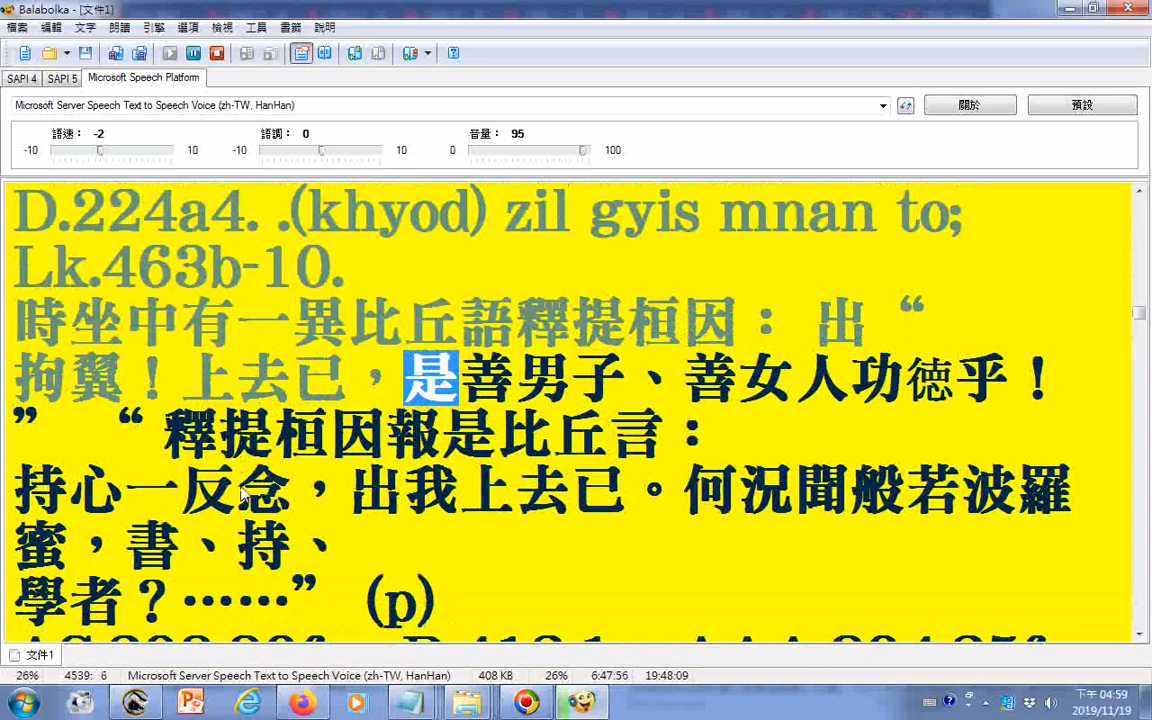 Balabolka - [文件1]
檔案 編輯 文字 朗讀 引擎 選項 檢視 工具 書籤 說明
SAPI 4 SAPI 5 Microsoft Speech Platform
Microsoft Server Speech Text to Speech Voice (zh-TW, HanHan) 關於 預設
語速： -2 語調： 0 音量： 95
-10 10 -10 10 0 100
D.224a4. .(khyod) zil gyis mnan to;
Lk.463b-10.
時坐中有一異比丘語釋提桓因： 出 “
拘翼！上去已，是善男子、善女人功徳乎！
” “ 釋提桓因報是比丘言：
持心一反念，出我上去已。何況聞般若波羅
蜜，書、持、
學者？……” (p)
文件1
26% 4539: 6 Microsoft Server Speech Text to Speech Voice (zh-TW, HanHan) 408 KB 26% 6:47:56 19:48:09
下午 04:59
2019/11/19